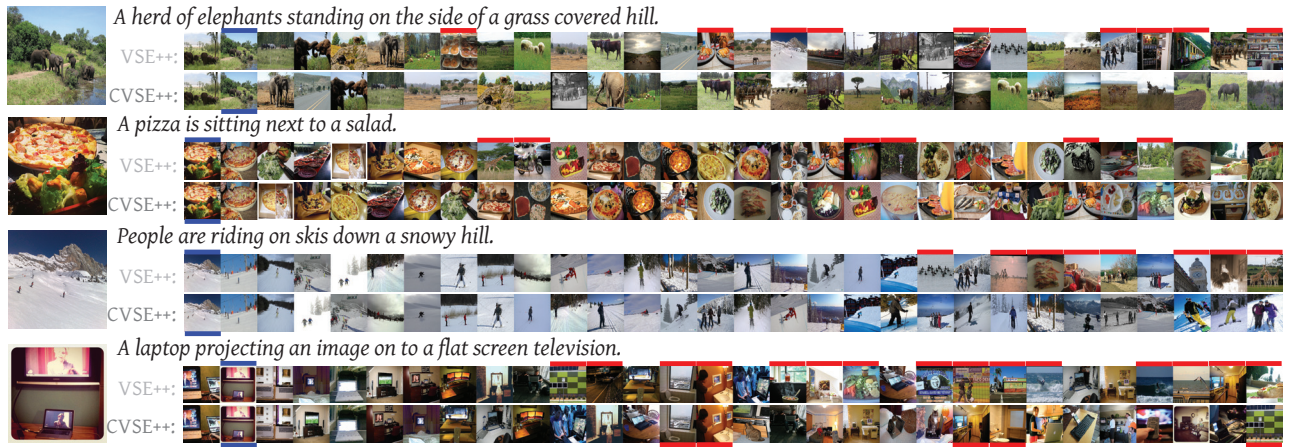 A herd of elephants standing on the side of a grass covered hill.
VSE++:
CVSE++:
A pizza is sitting next to a salad.
VSE++:
CVSE++:
People are riding on skis down a snowy hill.
VSE++:
CVSE++:
A laptop projecting an image on to a flat screen television.
VSE++:
CVSE++: